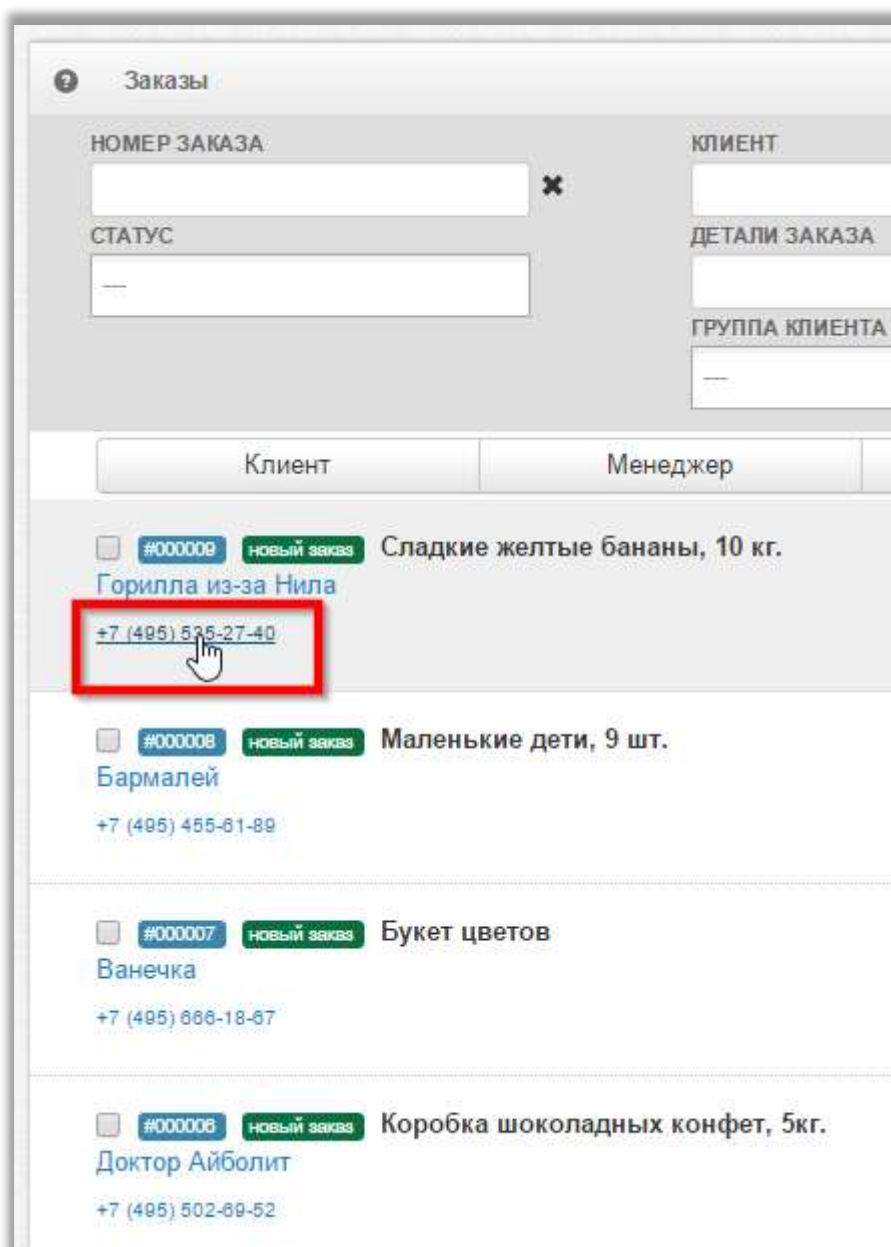 Заказы
НОМЕР ЗАКАЗА
КЛИЕНТ
СТАТУС
ДЕТАЛИ ЗАКАЗА
---
ГРУППА КЛИЕНТА
---
Клиент Менеджер
#000009 новый заказ Сладкие желтые бананы, 10 кг.
Горилла из-за Нила
+7 (495) 535-27-40
#000008 новый заказ Маленькие дети, 9 шт.
Бармалей
+7 (495) 455-61-89
#000007 новый заказ Букет цветов
Ванечка
+7 (495) 666-18-67
#000006 новый заказ Коробка шоколадных конфет, 5кг.
Доктор Айболит
+7 (495) 502-69-52